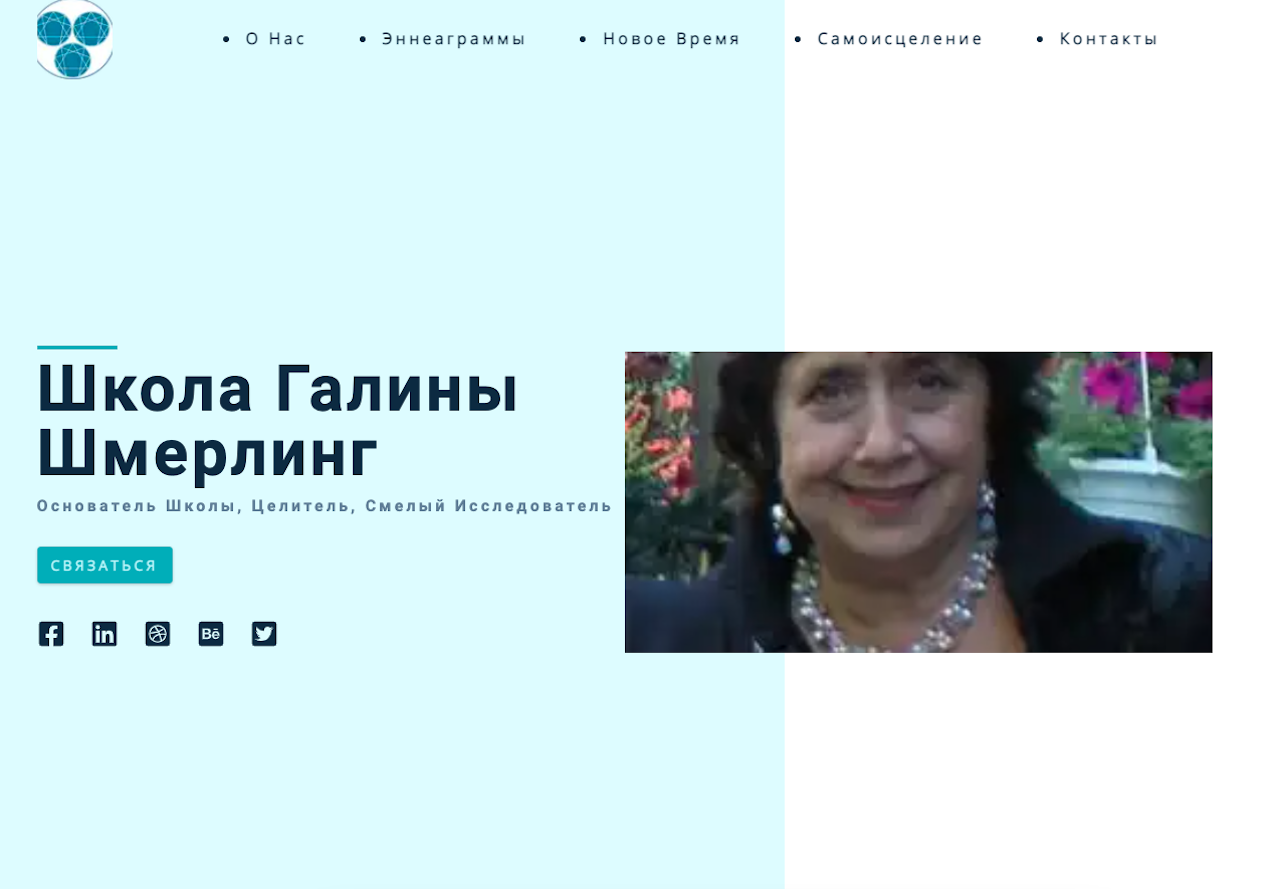 О Нас
Эннеаграммы
Новое Время
Самоисцеление
Контакты
Школа Галины
Шмерлинг
Основатель Школы, Целитель, Смелый Исследователь
СВЯЗАТЬСЯ